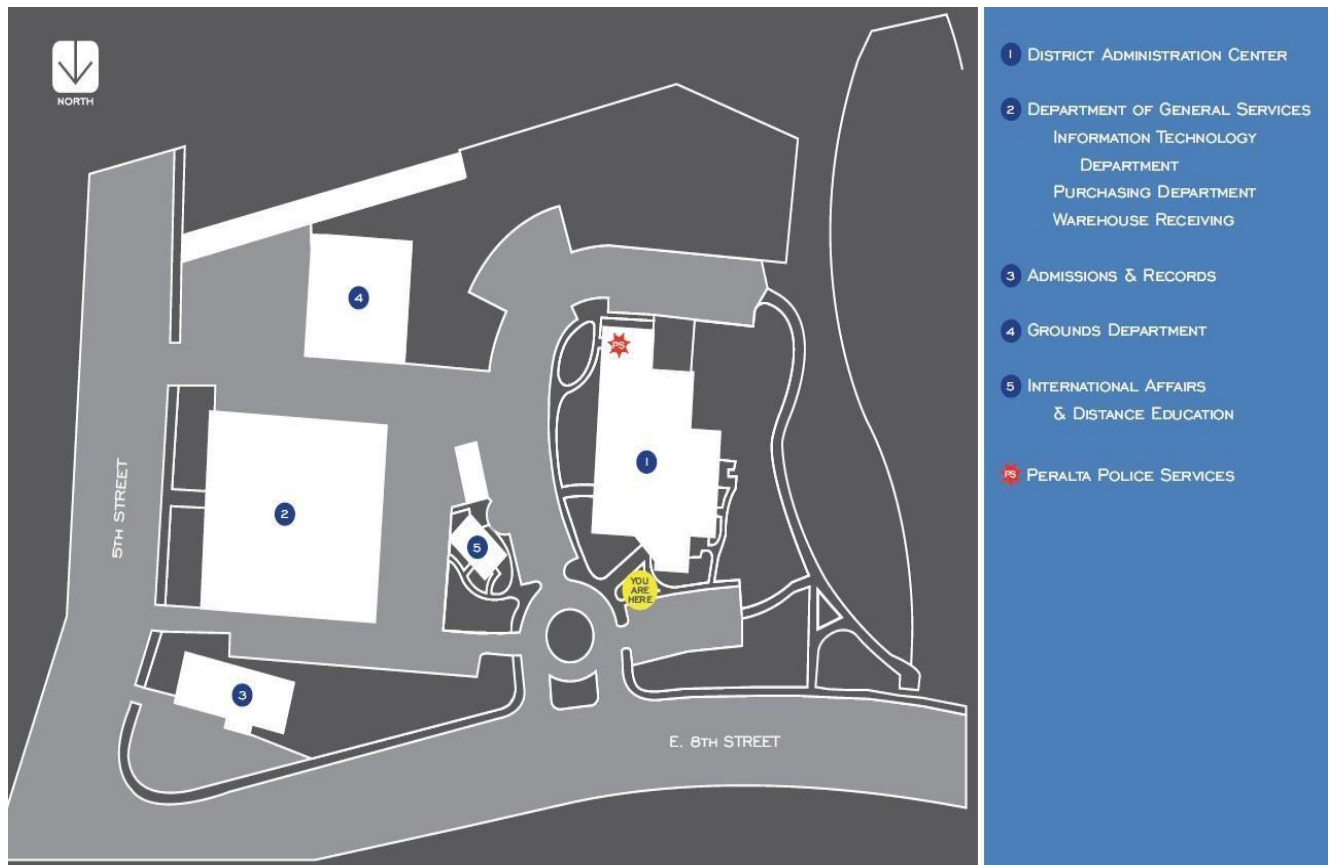 NORTH
4
PS
1
5TH STREET
2
5
YOU
ARE
HERE
3
E. 8TH STREET
1 DISTRICT ADMINISTRATION CENTER
2 DEPARTMENT OF GENERAL SERVICES
INFORMATION TECHNOLOGY
DEPARTMENT
PURCHASING DEPARTMENT
WAREHOUSE RECEIVING
3 ADMISSIONS & RECORDS
4 GROUNDS DEPARTMENT
5 INTERNATIONAL AFFAIRS
& DISTANCE EDUCATION
PS PERALTA POLICE SERVICES